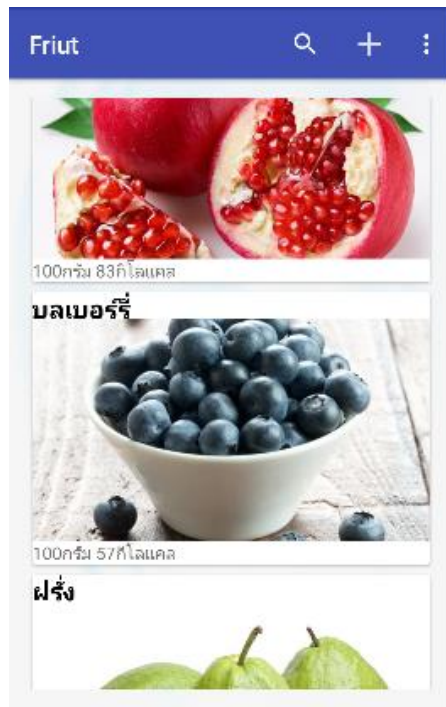 Friut
100กรัม 83กิโลแคล
บลเบอร์รี่
100กรัม 57กิโลแคล
ฝรั่ง